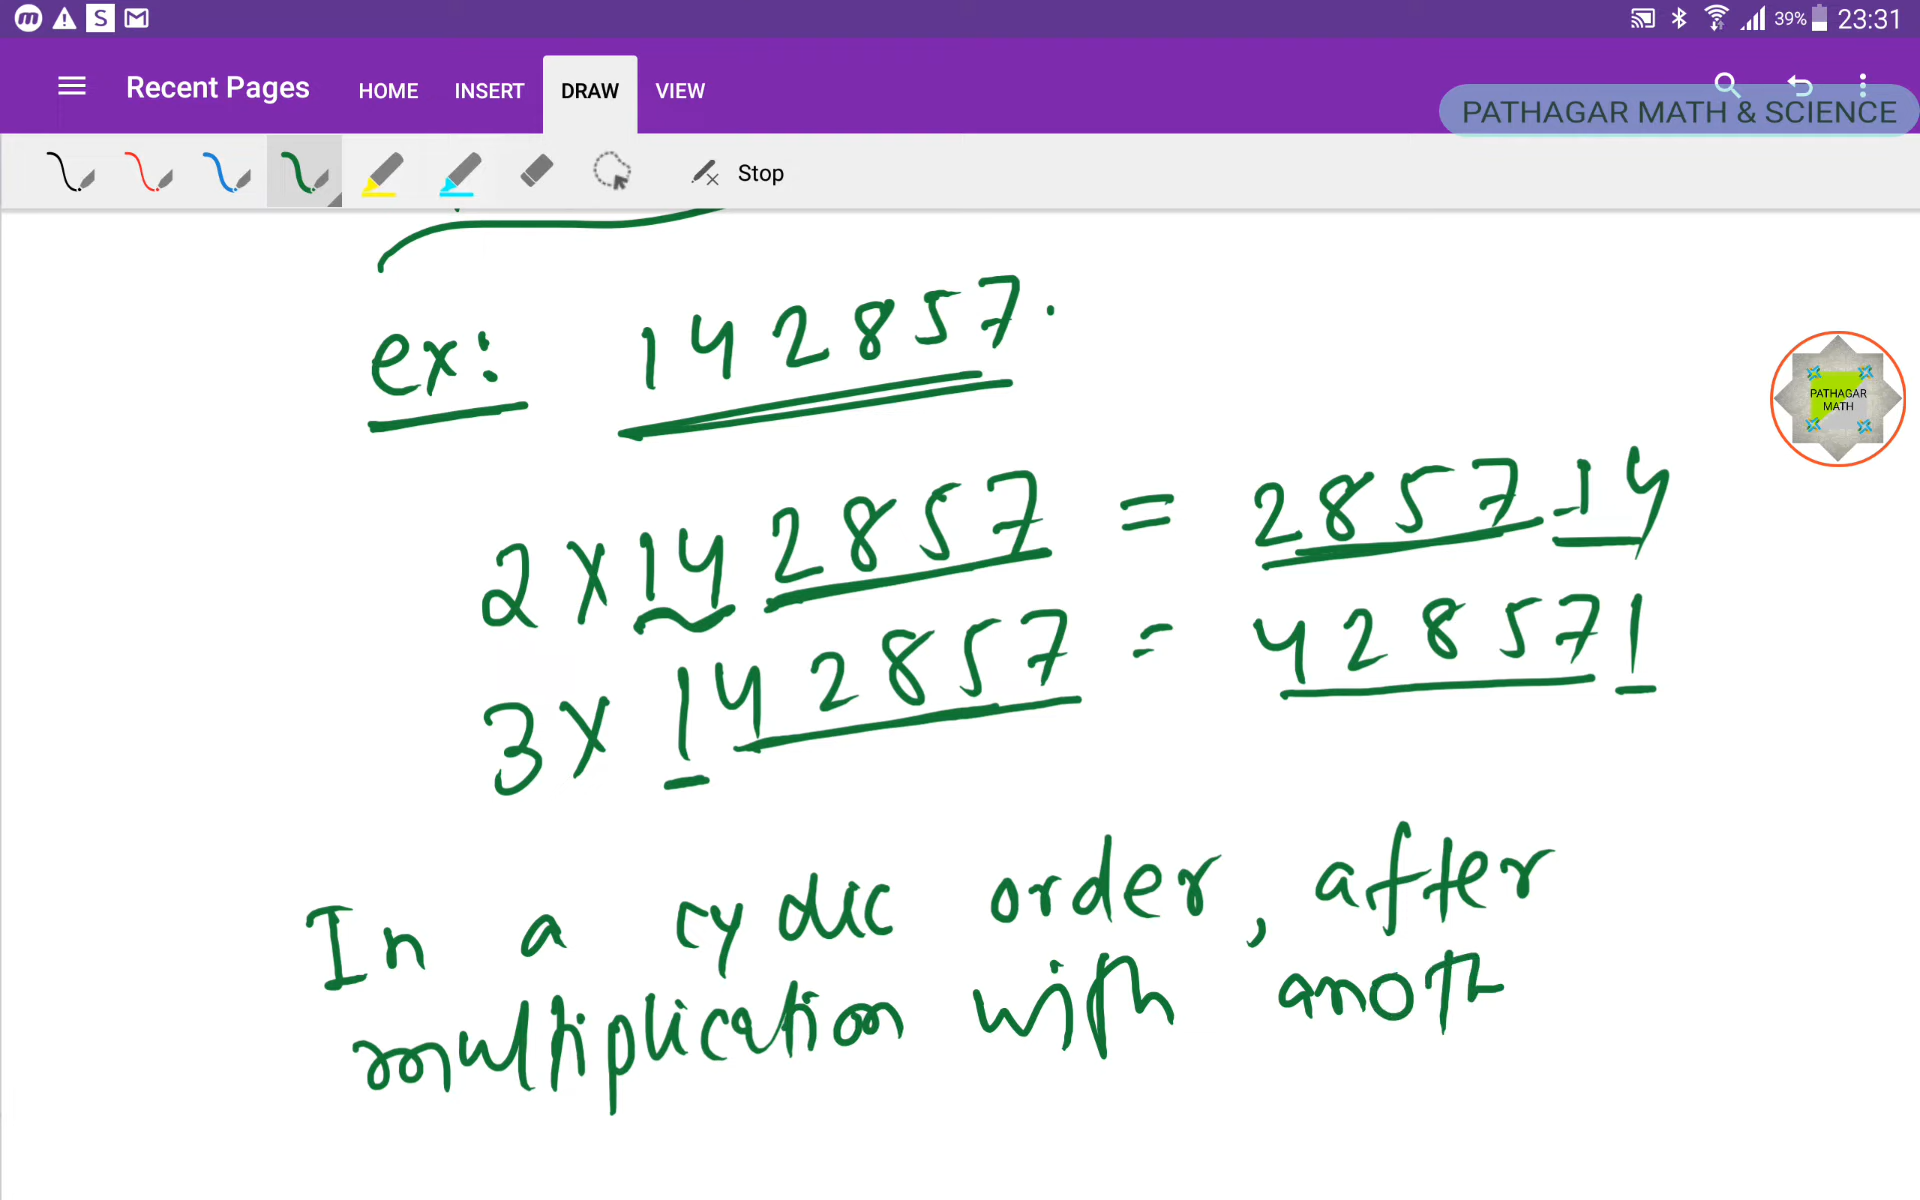 m S M 39% 23:31
Recent Pages HOME INSERT DRAW VIEW
PATHAGAR MATH & SCIENCE
Stop
ex: 142857.
PATHAGAR
MATH
2 X 142857 = 285714
3 X 142857 = 428571
In a cyclic order, after
multiplication with anoth